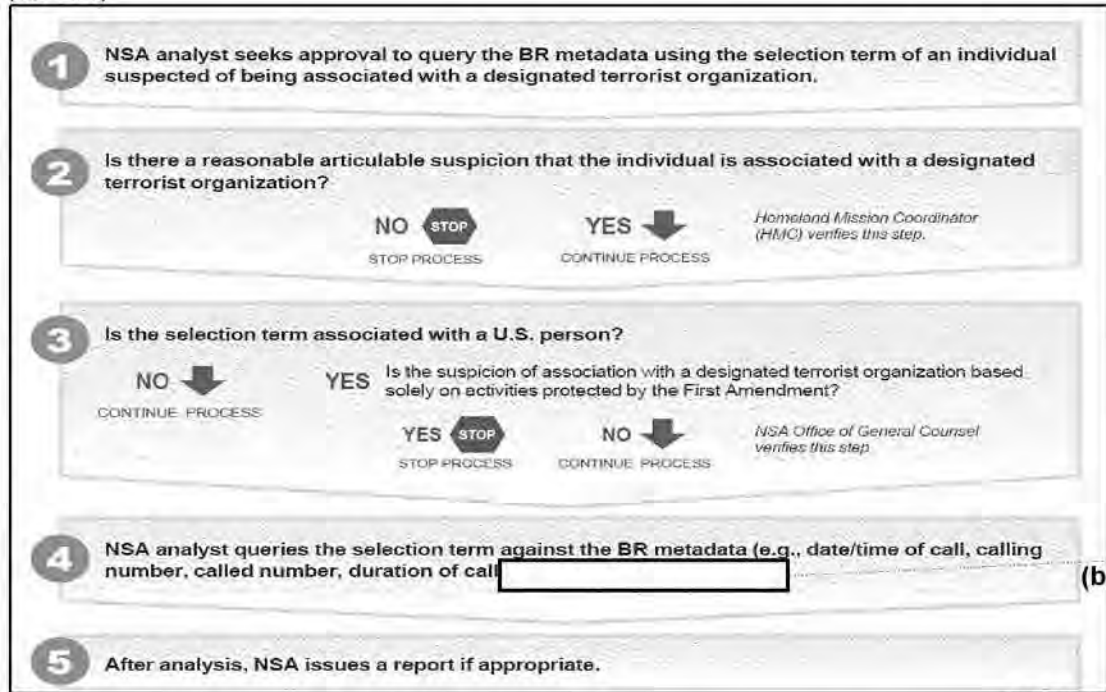 1
NSA analyst seeks approval to query the BR metadata using the selection term of an individual
suspected of being associated with a designated terrorist organization.
2
Is there a reasonable articulable suspicion that the individual is associated with a designated
terrorist organization?
NO STOP YES Homeland Mission Coordinator
(HMC) verifies this step.
STOP PROCESS CONTINUE PROCESS
3
Is the selection term associated with a U.S. person?
NO YES Is the suspicion of association with a designated terrorist organization based
solely on activities protected by the First Amendment?
CONTINUE PROCESS
YES STOP NO NSA Office of General Counsel
verifies this step
STOP PROCESS CONTINUE PROCESS
4
NSA analyst queries the selection term against the BR metadata (e.g., date/time of call, calling
number, called number, duration of call
(b
5
After analysis, NSA issues a report if appropriate.